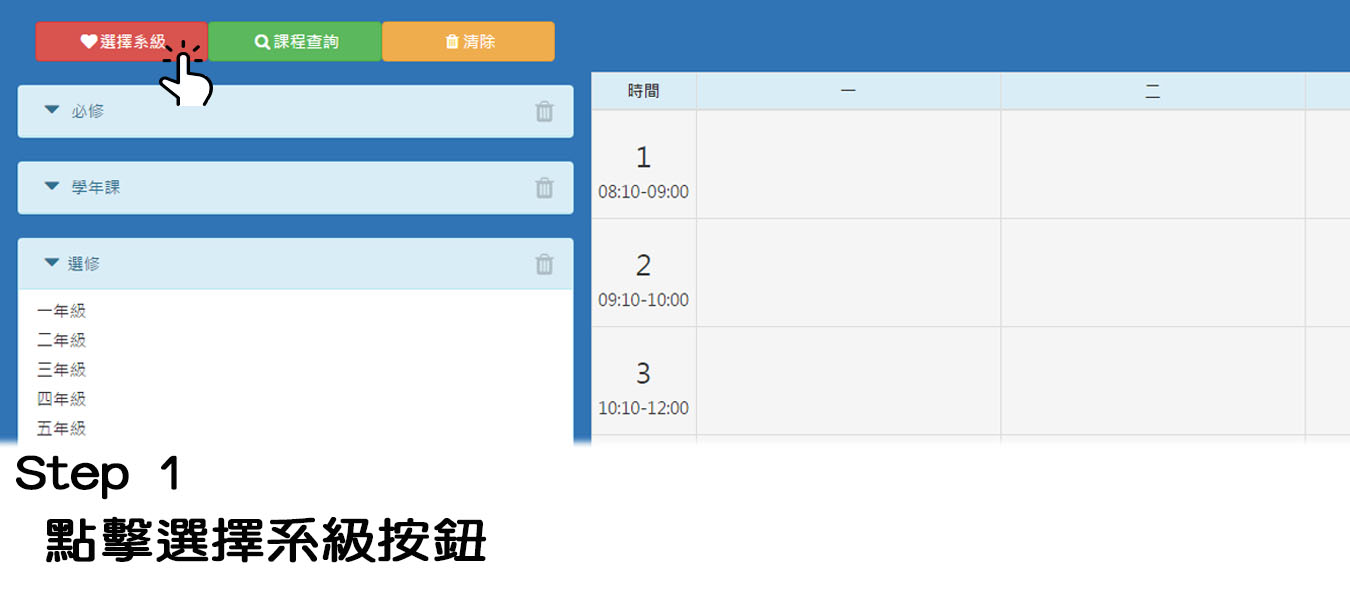 選擇系級 課程查詢 清除
必修
學年課
選修
一年級
二年級
三年級
四年級
五年級
時間 一 二
1
08:10-09:00
2
09:10-10:00
3
10:10-12:00
Step 1
點擊選擇系級按鈕